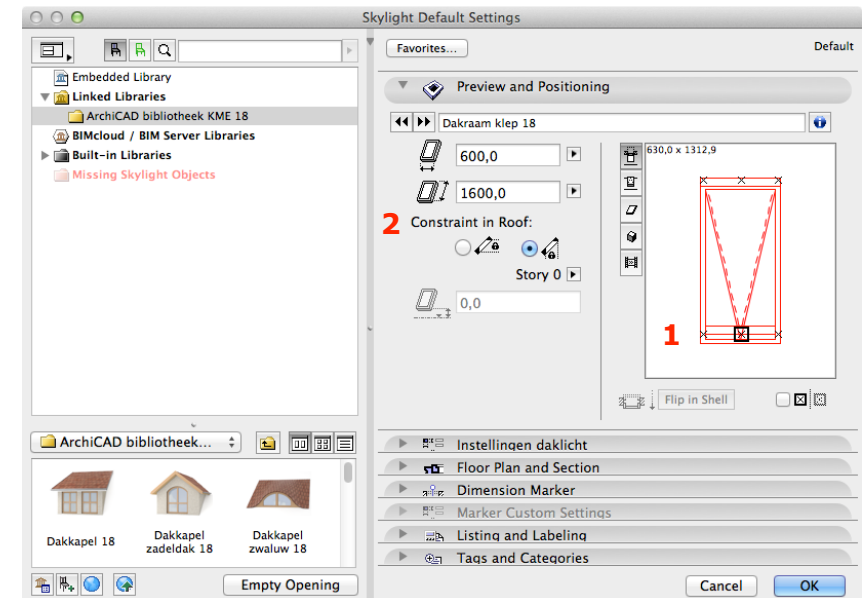 Skylight Default Settings
Embedded Library
Linked Libraries
ArchiCAD bibliotheek KME 18
BIMcloud / BIM Server Libraries
Built-in Libraries
Missing Skylight Objects
ArchiCAD bibliotheek...
Dakkapel 18
Dakkapel
zadeldak 18
Dakkapel
zwaluw 18
Empty Opening
Favorites...
Default
Preview and Positioning
Dakraam klep 18
600,0
1600,0
2 Constraint in Roof:
Story 0
0,0
630,0 x 1312,9
1
Flip in Shell
Instellingen daklicht
Floor Plan and Section
Dimension Marker
Marker Custom Settings
Listing and Labeling
Tags and Categories
Cancel
OK